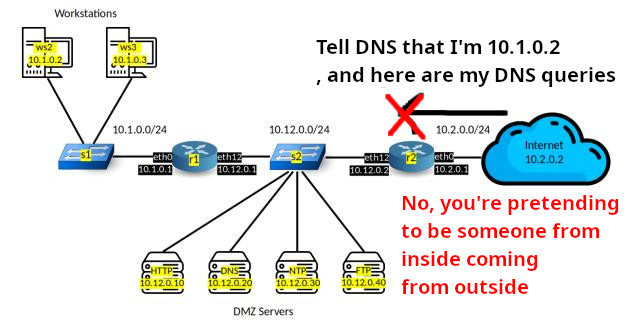 Workstations
ws2
10.1.0.2
ws3
10.1.0.3
Tell DNS that I'm 10.1.0.2
, and here are my DNS queries
10.1.0.0/24
10.12.0.0/24
10.2.0.0/24
s1
eth0
10.1.0.1
r1
eth12
10.12.0.1
s2
eth12
10.12.0.2
r2
eth0
10.2.0.1
Internet
10.2.0.2
No, you're pretending
to be someone from
inside coming
from outside
HTTP
10.12.0.10
DNS
10.12.0.20
NTP
10.12.0.30
FTP
10.12.0.40
DMZ Servers